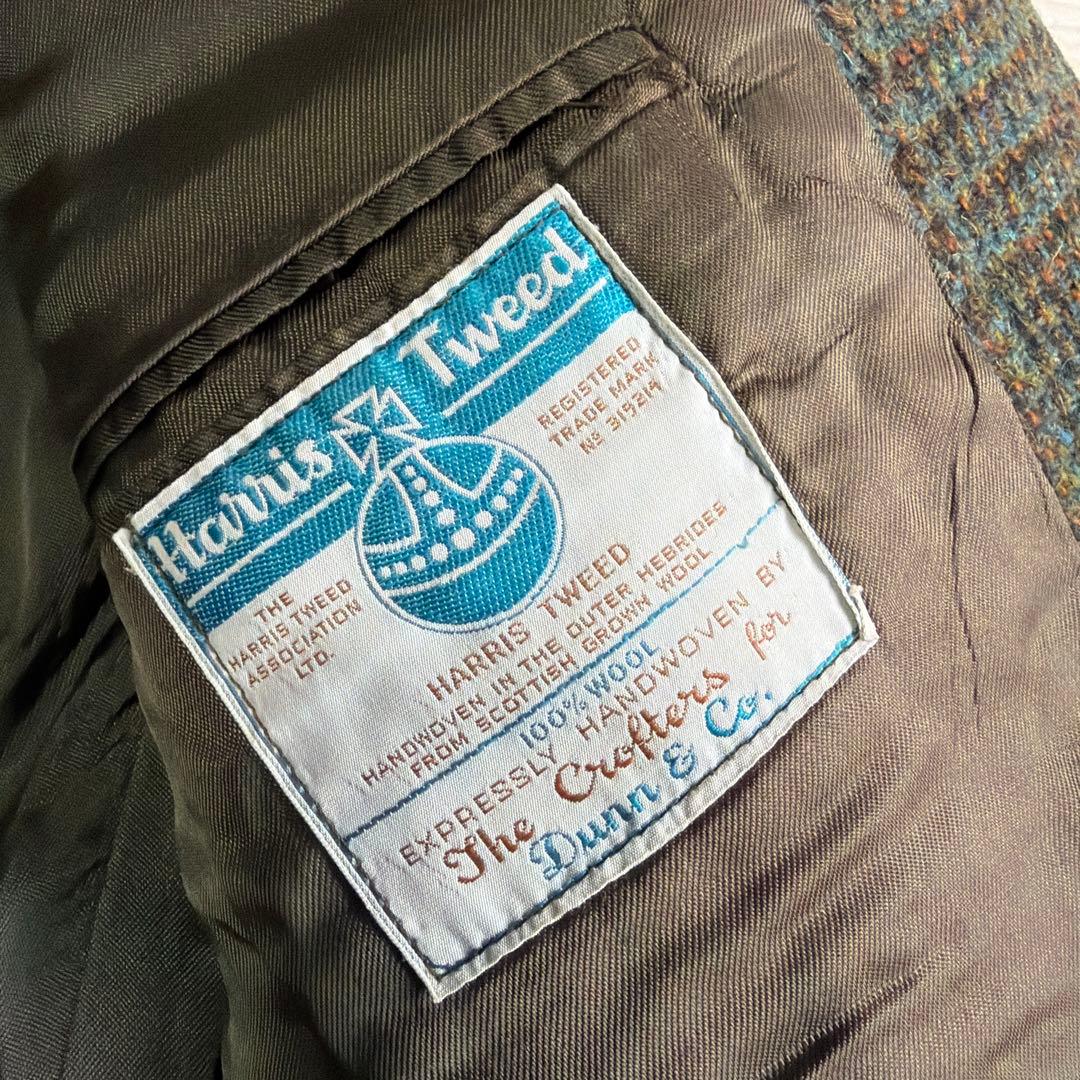 Harris Tweed
REGISTERED
TRADE MARK
No 319214
THE
HARRIS TWEED
ASSOCIATION
LTD.
HARRIS TWEED
HANDWOVEN IN THE OUTER HEBRIDES
FROM SCOTTISH GROWN WOOL
100% WOOL
EXPRESSLY HANDWOVEN BY
The Crofters for
Dunn & Co.